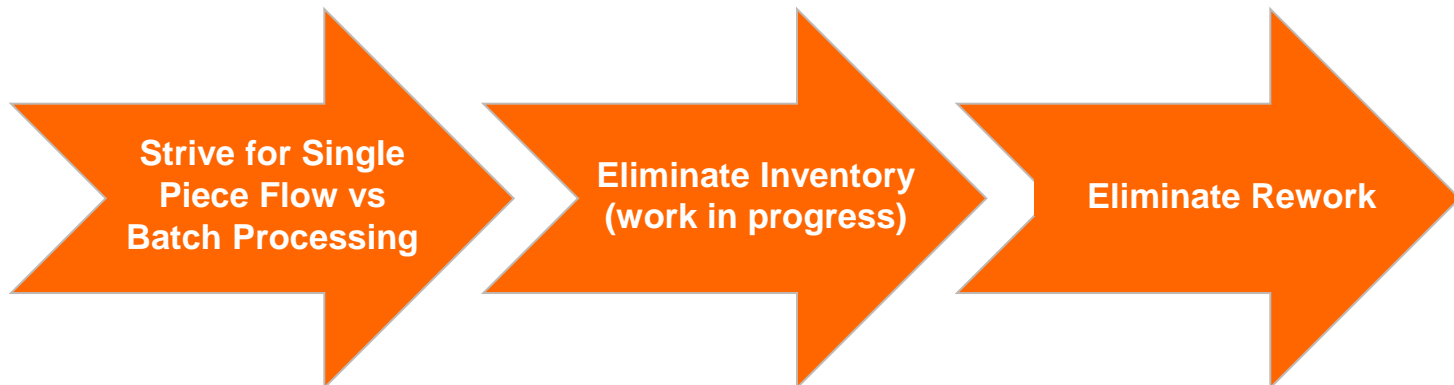 Strive for Single
Piece Flow vs
Batch Processing
Eliminate Inventory
(work in progress)
Eliminate Rework